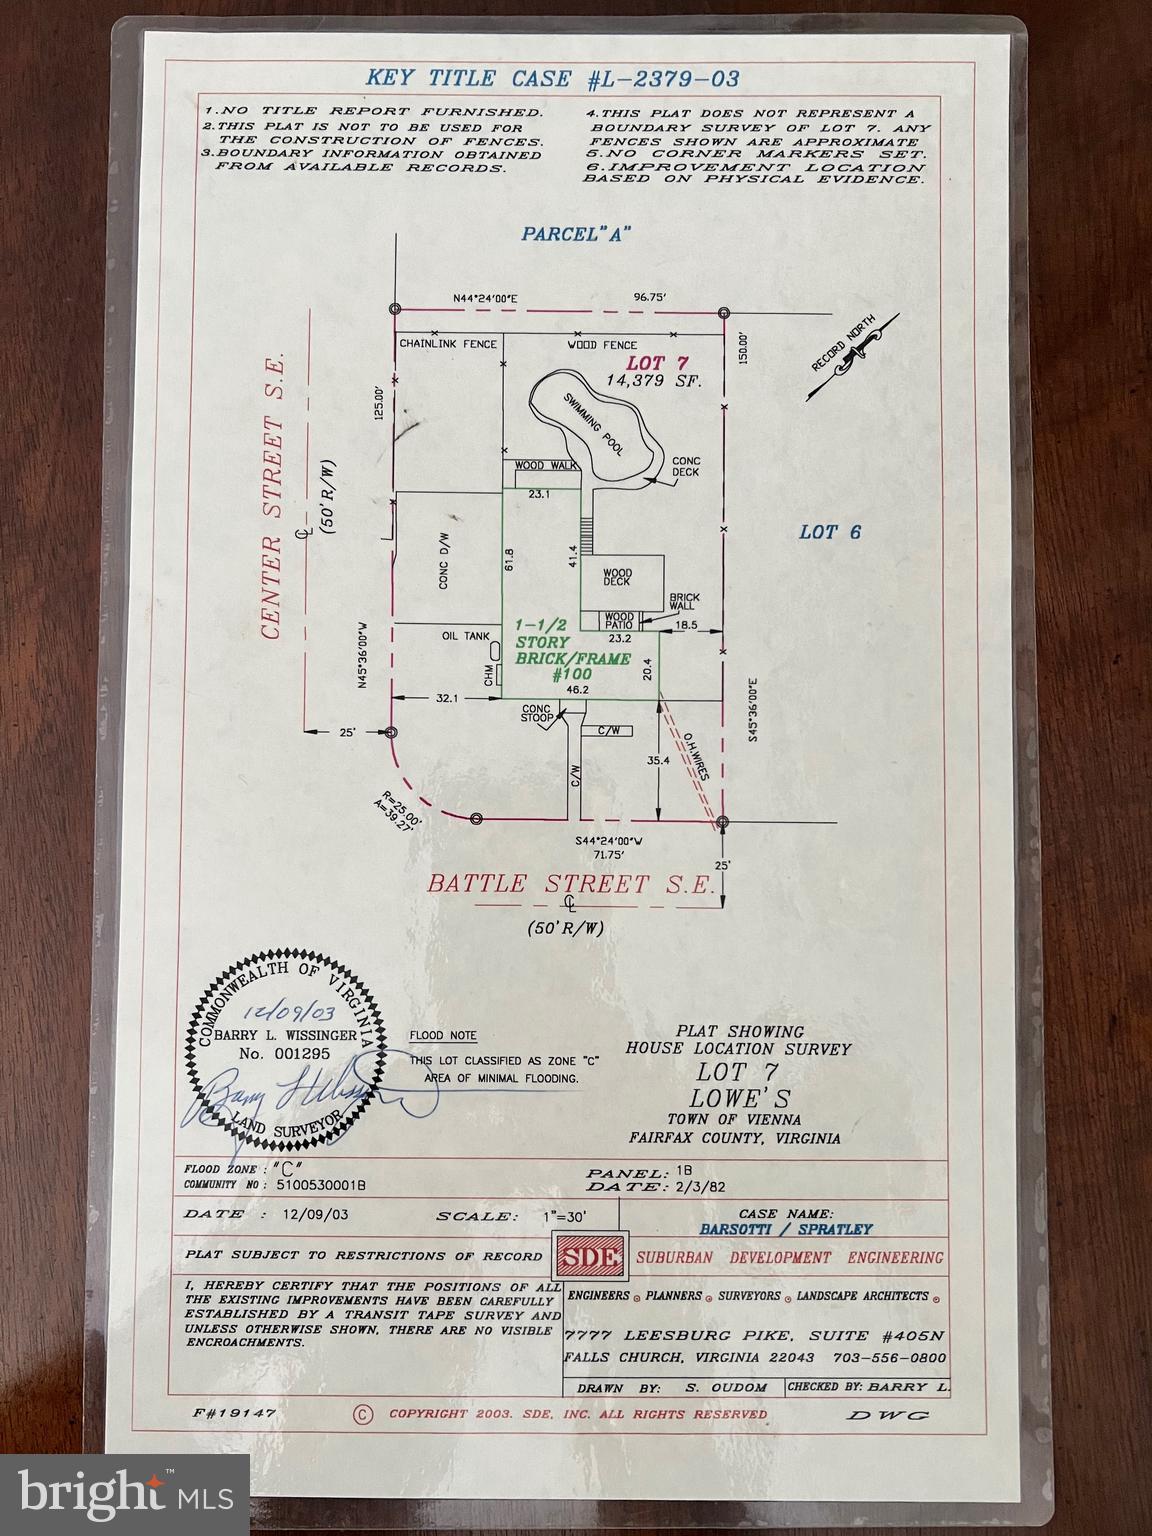 KEY TITLE CASE #L-2379-03
1.NO TITLE REPORT FURNISHED.
2.THIS PLAT IS NOT TO BE USED FOR
THE CONSTRUCTION OF FENCES.
3.BOUNDARY INFORMATION OBTAINED
FROM AVAILABLE RECORDS.
4.THIS PLAT DOES NOT REPRESENT A
BOUNDARY SURVEY OF LOT 7. ANY
FENCES SHOWN ARE APPROXIMATE
5.NO CORNER MARKERS SET.
6.IMPROVEMENT LOCATION
BASED ON PHYSICAL EVIDENCE.
PARCEL"A"
N44°24'00"E
96.75'
CHAINLINK FENCE
WOOD FENCE
LOT 7
14,379 SF.
150.00'
RECORD NORTH
125.00'
SWIMMING POOL
CENTER STREET S.E.
(50'R/W)
CONC
DECK
WOOD WALK
23.1
LOT 6
CONC D/W
61.8
41.4
WOOD
DECK
BRICK
WALL
WOOD
PATIO
18.5
23.2
OIL TANK
1-1/2
STORY
BRICK/FRAME
#100
N45°36'00"W
CHM
20.4
46.2
32.1
CONC
STOOP
C/W
C/W
25'
35.4
O.H.WIRES
S45°36'00"E
R=25.00'
A=39.27'
S44°24'00"W
71.75'
25'
BATTLE STREET S.E.
(50'R/W)
COMMONWEALTH OF VIRGINIA
12/09/03
BARRY L. WISSINGER
No. 001295
LAND SURVEYOR
FLOOD NOTE
THIS LOT CLASSIFIED AS ZONE "C"
AREA OF MINIMAL FLOODING.
PLAT SHOWING
HOUSE LOCATION SURVEY
LOT 7
LOWE'S
TOWN OF VIENNA
FAIRFAX COUNTY, VIRGINIA
FLOOD ZONE : "C"
COMMUNITY NO : 5100530001B
PANEL: 1B
DATE: 2/3/82
DATE : 12/09/03
SCALE: 1"=30'
CASE NAME:
BARSOTTI / SPRATLEY
PLAT SUBJECT TO RESTRICTIONS OF RECORD
SDE
SUBURBAN DEVELOPMENT ENGINEERING
I, HEREBY CERTIFY THAT THE POSITIONS OF ALL
THE EXISTING IMPROVEMENTS HAVE BEEN CAREFULLY
ESTABLISHED BY A TRANSIT TAPE SURVEY AND
UNLESS OTHERWISE SHOWN, THERE ARE NO VISIBLE
ENCROACHMENTS.
ENGINEERS PLANNERS SURVEYORS LANDSCAPE ARCHITECTS
7777 LEESBURG PIKE, SUITE #405N
FALLS CHURCH, VIRGINIA 22043 703-556-0800
DRAWN BY: S. OUDOM
CHECKED BY: BARRY L.
F#19147
© COPYRIGHT 2003. SDE, INC. ALL RIGHTS RESERVED
DWG
bright™ MLS